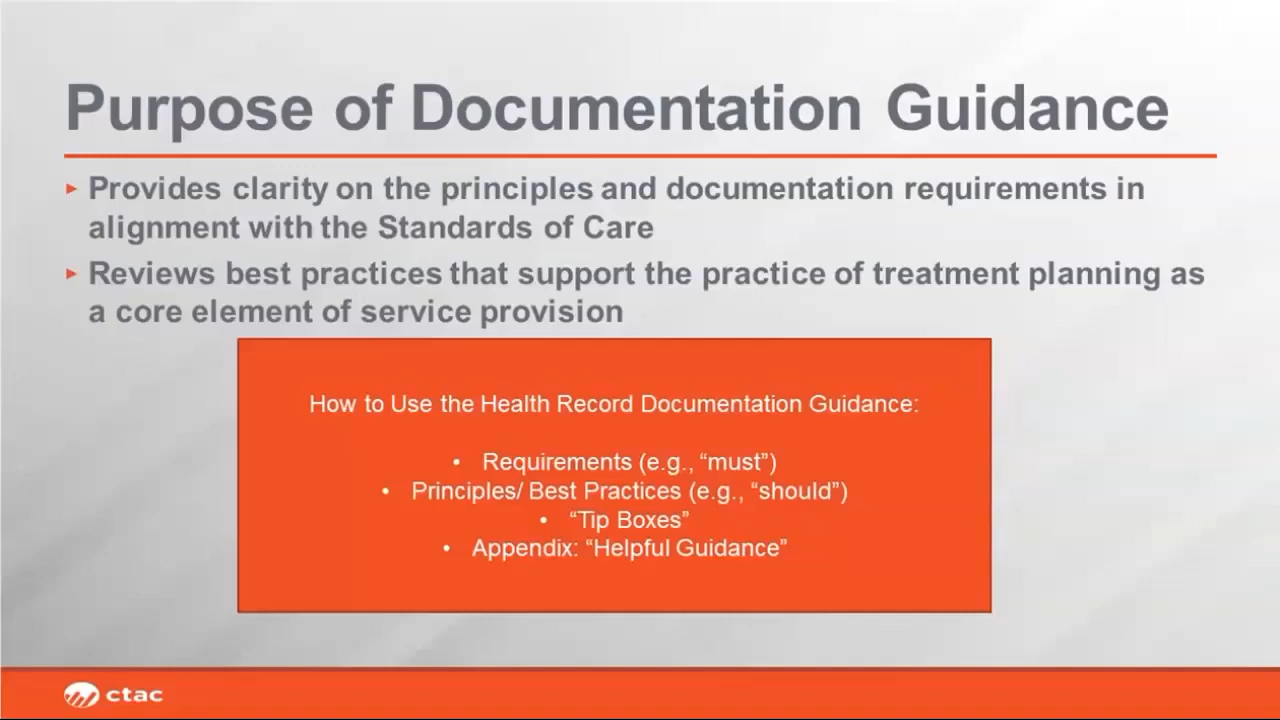 Purpose of Documentation Guidance
▸ Provides clarity on the principles and documentation requirements in
alignment with the Standards of Care
▸ Reviews best practices that support the practice of treatment planning as
a core element of service provision
How to Use the Health Record Documentation Guidance:
• Requirements (e.g., “must”)
• Principles/ Best Practices (e.g., “should”)
• “Tip Boxes”
• Appendix: “Helpful Guidance”
ctac